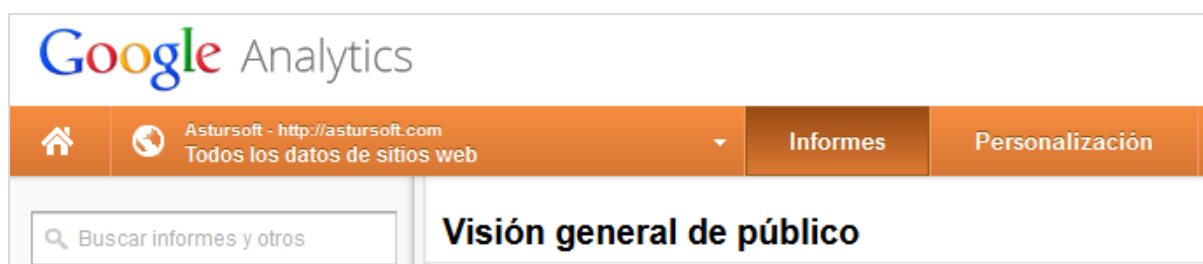 Google Analytics
Astursoft - http://astursoft.com
Todos los datos de sitios web
Informes
Personalización
Buscar informes y otros
Visión general de público